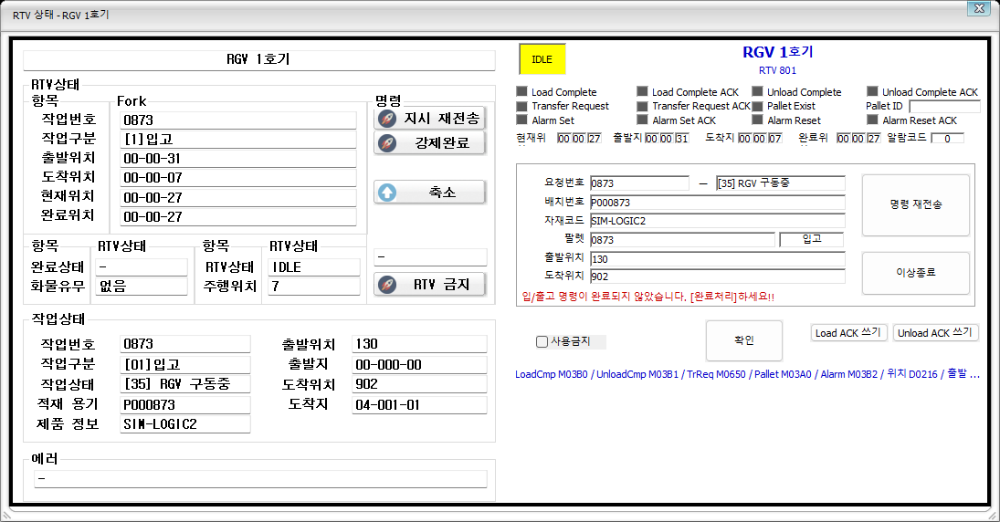 RTV 상태 - RGV 1호기
RGV 1호기
RTV상태
항목 Fork 명령
작업번호 0873 지시 재전송
작업구분 [1]입고 강제완료
출발위치 00-00-31
도착위치 00-00-07 축소
현재위치 00-00-27
완료위치 00-00-27
항목 RTV상태 항목 RTV상태
완료상태 - RTV상태 IDLE -
화물유무 없음 주행위치 7 RTV 금지
작업상태
작업번호 0873 출발위치 130
작업구분 [01]입고 출발지 00-000-00
작업상태 [35] RGV 구동중 도착위치 902
적재 용기 P000873 도착지 04-001-01
제품 정보 SIM-LOGIC2
에러
-
IDLE RGV 1호기
RTV 801
Load Complete Load Complete ACK Unload Complete Unload Complete ACK
Transfer Request Transfer Request ACK Pallet Exist Pallet ID
Alarm Set Alarm Set ACK Alarm Reset Alarm Reset ACK
현재위 00 00 27 출발지 00 00 31 도착지 00 00 07 완료위 00 00 27 알람코드 0
요청번호 0873 - [35] RGV 구동중
배치번호 P000873 명령 재전송
자재코드 SIM-LOGIC2
팔렛 0873 입고
출발위치 130
도착위치 902 이상종료
입/출고 명령이 완료되지 않았습니다, [완료처리]하세요!!
사용금지 확인 Load ACK 쓰기 Unload ACK 쓰기
LoadCmp M03B0 / UnloadCmp M03B1 / TrReq M0650 / Pallet M03A0 / Alarm M03B2 / 위치 D0216 / 출발 ...